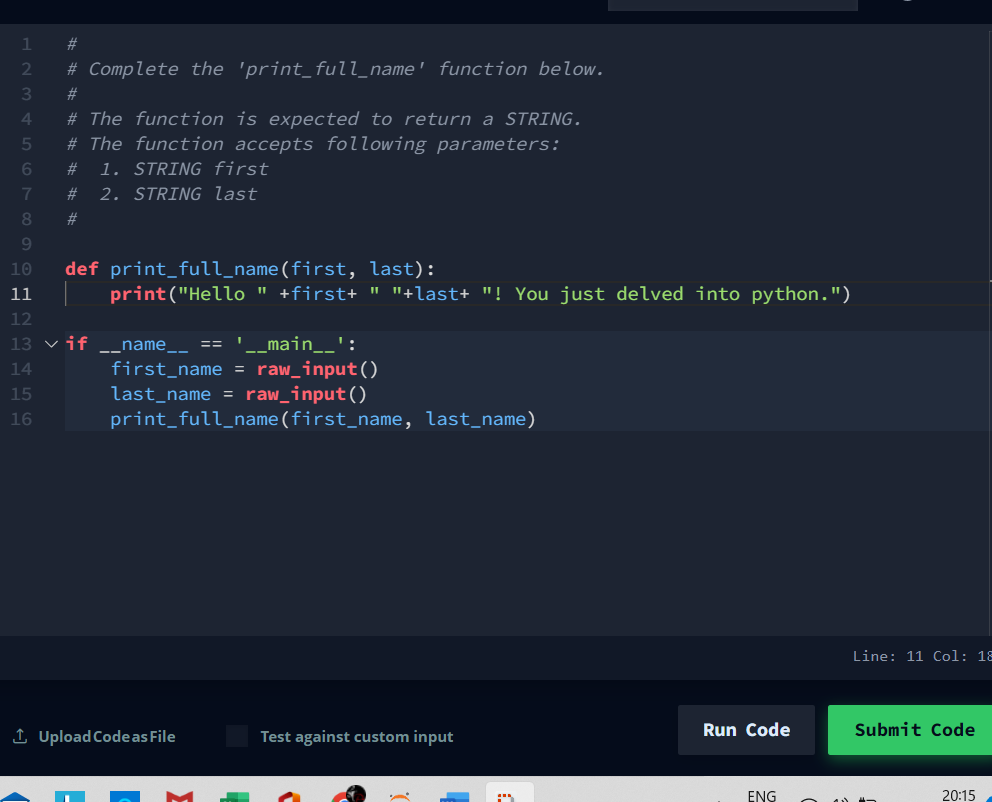 1 #
2 # Complete the 'print_full_name' function below.
3 #
4 # The function is expected to return a STRING.
5 # The function accepts following parameters:
6 #  1. STRING first
7 #  2. STRING last
8 #
9
10 def print_full_name(first, last):
11     print("Hello " +first+ " "+last+ "! You just delved into python.")
12
13 if __name__ == '__main__':
14     first_name = raw_input()
15     last_name = raw_input()
16     print_full_name(first_name, last_name)
Line: 11 Col: 18
Upload Code as File
Test against custom input
Run Code
Submit Code
ENG
20:15